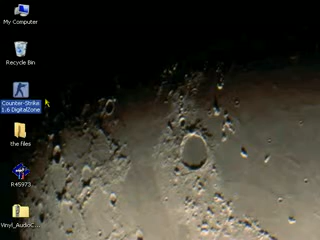 My Computer
Recycle Bin
Counter-Strike
1.6 DigitalZone
the files
R45973
Vinyl_AudioC...